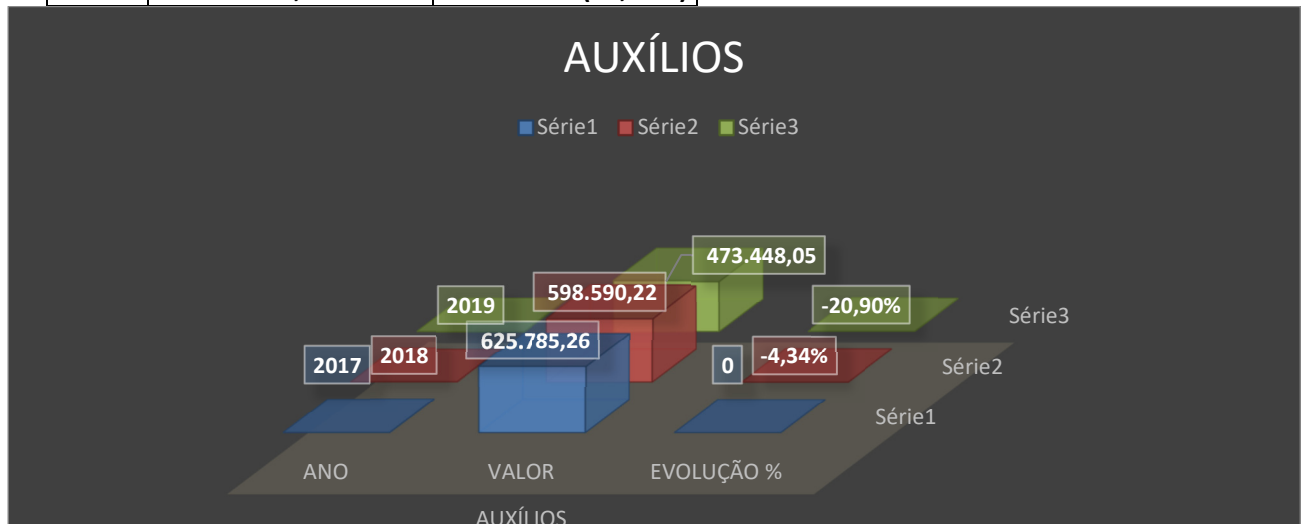 AUXÍLIOS
Série1 Série2 Série3
473.448,05
598.590,22
2019
-20,90%
Série3
625.785,26
2018
2017
0
-4,34%
Série2
Série1
ANO VALOR EVOLUÇÃO %
AUXÍLIOS